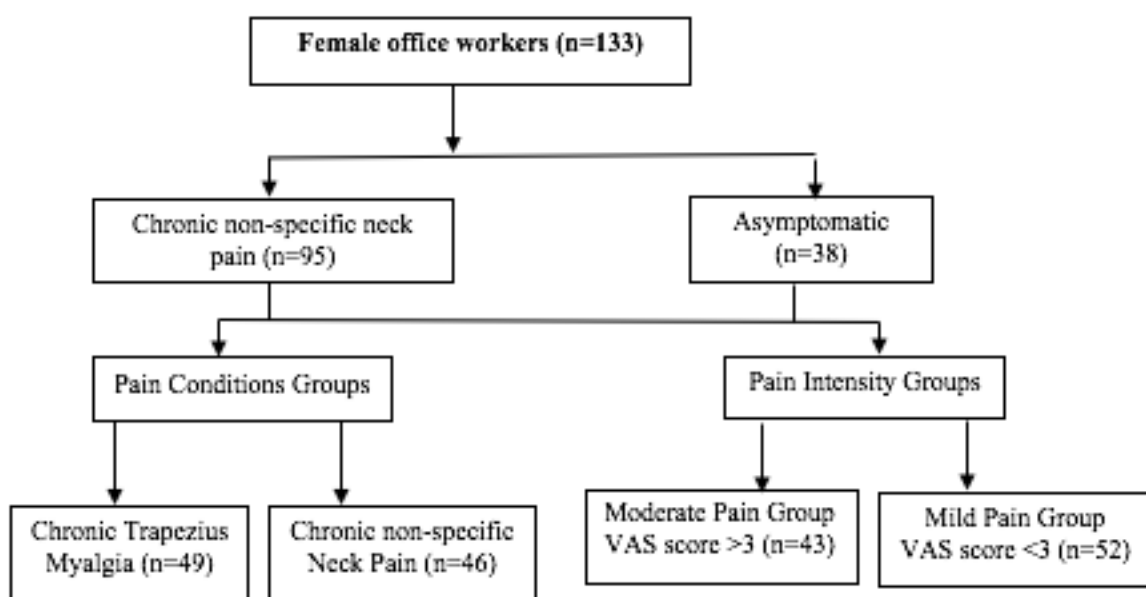 Female office workers (n=133)
Chronic non-specific neck
pain (n=95)
Asymptomatic
(n=38)
Pain Conditions Groups
Pain Intensity Groups
Chronic Trapezius
Myalgia (n=49)
Chronic non-specific
Neck Pain (n=46)
Moderate Pain Group
VAS score >3 (n=43)
Mild Pain Group
VAS score <3 (n=52)